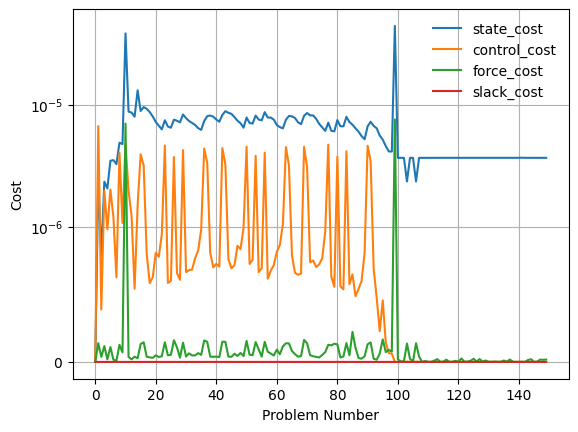 state_cost
control_cost
force_cost
slack_cost
Cost
10⁻⁵
10⁻⁶
0
0 20 40 60 80 100 120 140
Problem Number